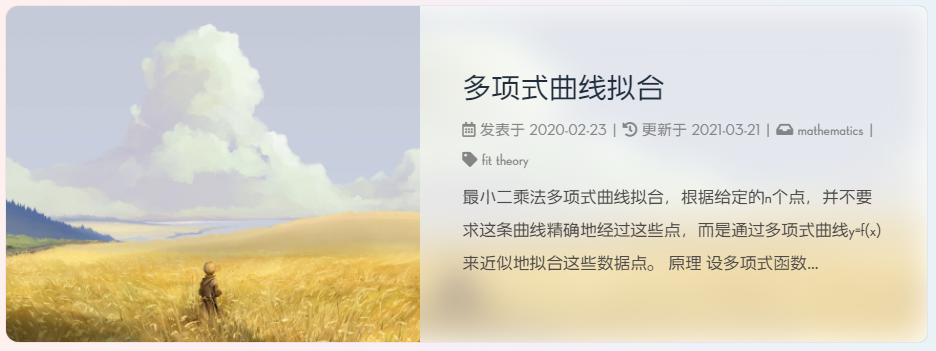 多项式曲线拟合
发表于 2020-02-23 | 更新于 2021-03-21 | mathematics |
fit theory
最小二乘法多项式曲线拟合，根据给定的n个点，并不要
求这条曲线精确地经过这些点，而是通过多项式曲线y=f(x)
来近似地拟合这些数据点。 原理 设多项式函数...